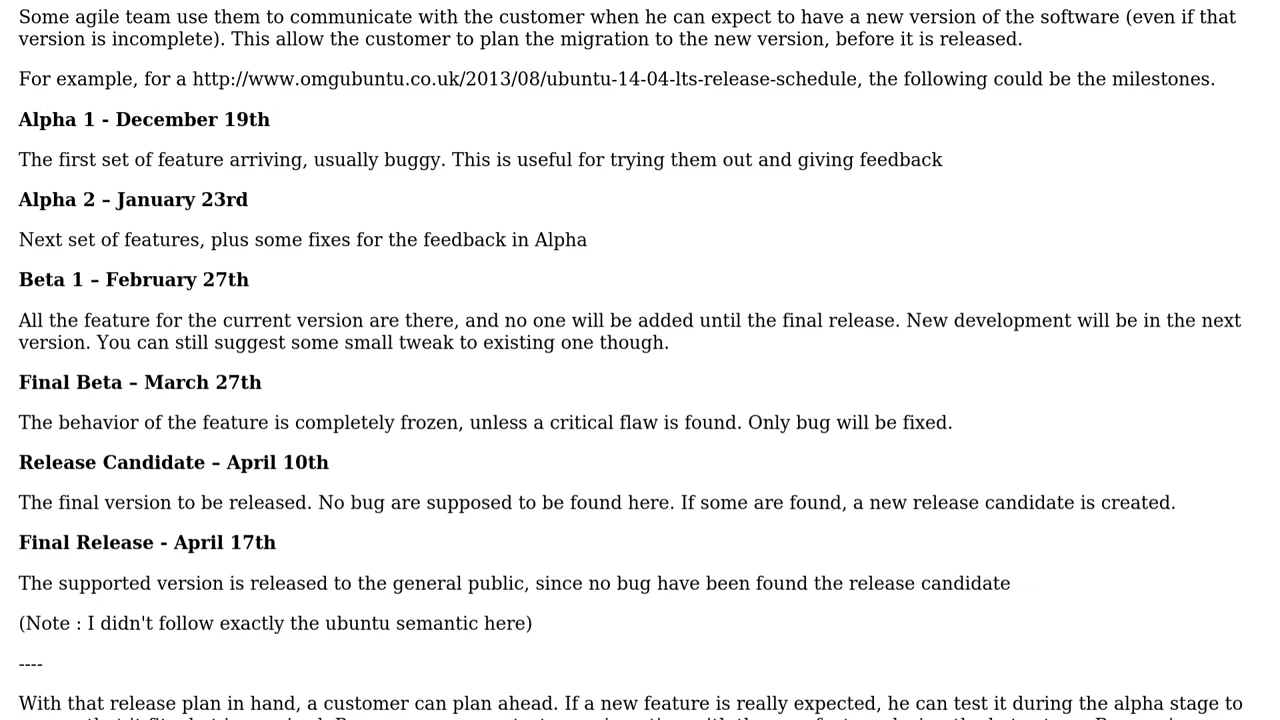 Some agile team use them to communicate with the customer when he can expect to have a new version of the software (even if that
version is incomplete). This allow the customer to plan the migration to the new version, before it is released.
For example, for a http://www.omgubuntu.co.uk/2013/08/ubuntu-14-04-lts-release-schedule, the following could be the milestones.
Alpha 1 - December 19th
The first set of feature arriving, usually buggy. This is useful for trying them out and giving feedback
Alpha 2 – January 23rd
Next set of features, plus some fixes for the feedback in Alpha
Beta 1 – February 27th
All the feature for the current version are there, and no one will be added until the final release. New development will be in the next
version. You can still suggest some small tweak to existing one though.
Final Beta – March 27th
The behavior of the feature is completely frozen, unless a critical flaw is found. Only bug will be fixed.
Release Candidate – April 10th
The final version to be released. No bug are supposed to be found here. If some are found, a new release candidate is created.
Final Release - April 17th
The supported version is released to the general public, since no bug have been found the release candidate
(Note : I didn't follow exactly the ubuntu semantic here)
----
With that release plan in hand, a customer can plan ahead. If a new feature is really expected, he can test it during the alpha stage to